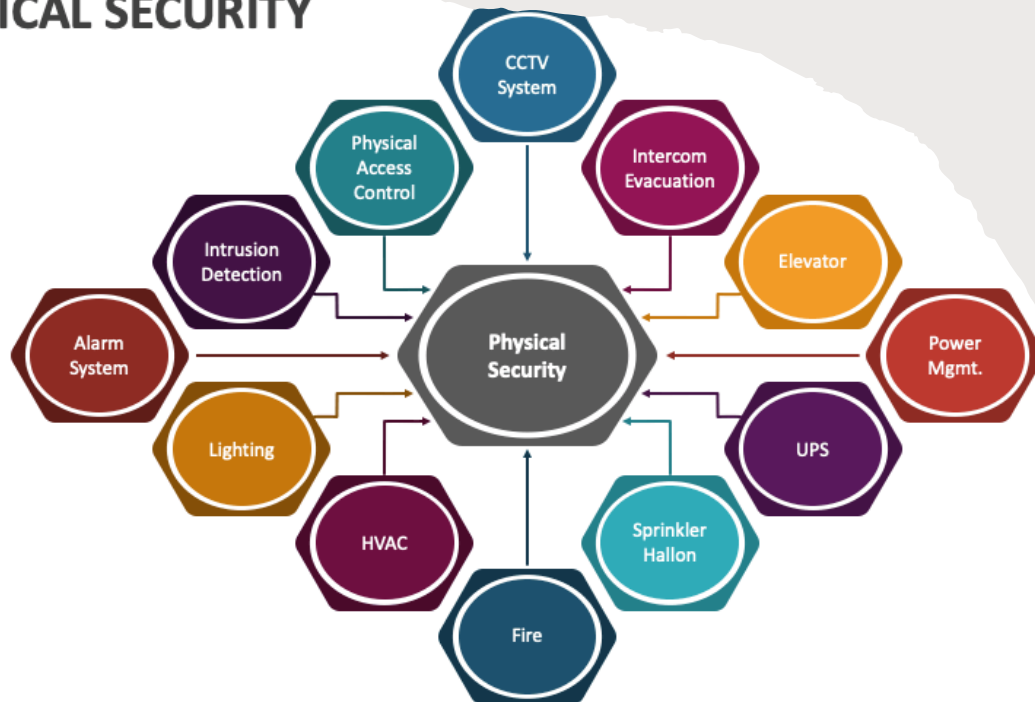 ICAL SECURITY
CCTV
System
Physical
Access
Control
Intercom
Evacuation
Intrusion
Detection
Elevator
Alarm
System
Physical
Security
Power
Mgmt.
Lighting
UPS
HVAC
Sprinkler
Hallon
Fire